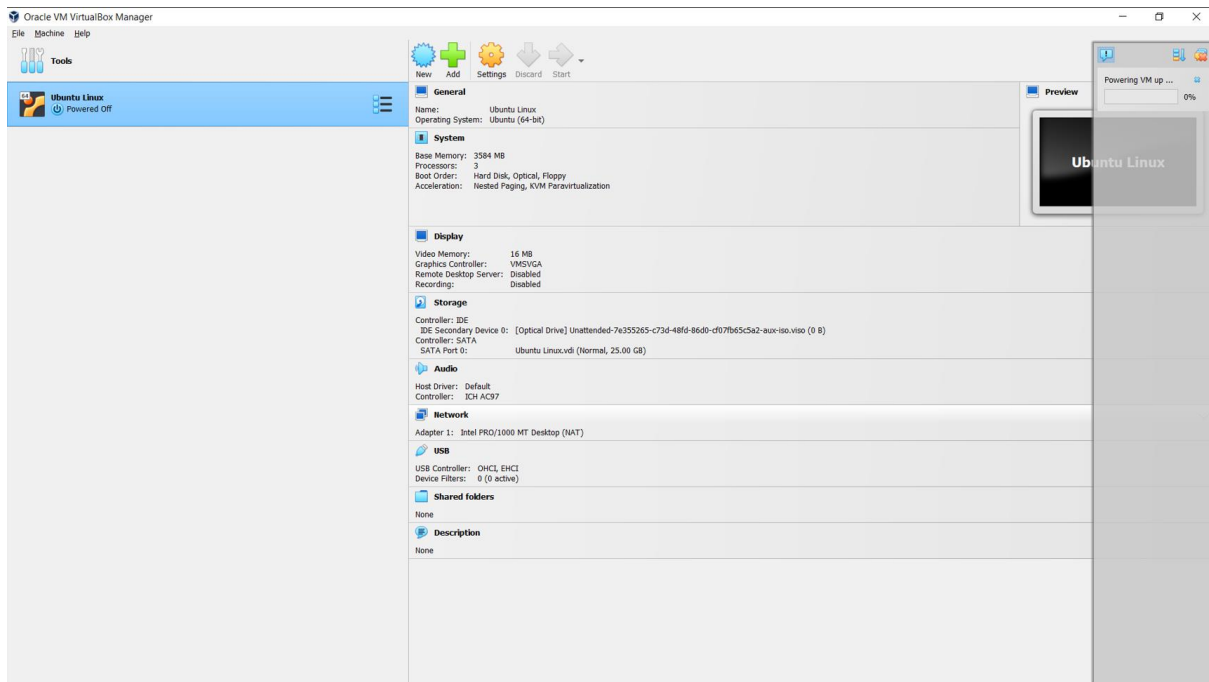 Oracle VM VirtualBox Manager
File Machine Help
Tools
64 Ubuntu Linux
Powered Off
New Add Settings Discard Start
General
Name: Ubuntu Linux
Operating System: Ubuntu (64-bit)
System
Base Memory: 3584 MB
Processors: 3
Boot Order: Hard Disk, Optical, Floppy
Acceleration: Nested Paging, KVM Paravirtualization
Display
Video Memory: 16 MB
Graphics Controller: VMSVGA
Remote Desktop Server: Disabled
Recording: Disabled
Storage
Controller: IDE
IDE Secondary Device 0: [Optical Drive] Unattended-7e355265-c73d-48fd-86d0-cf07fb65c5a2-aux-iso.viso (0 B)
Controller: SATA
SATA Port 0: Ubuntu Linux.vdi (Normal, 25.00 GB)
Audio
Host Driver: Default
Controller: ICH AC97
Network
Adapter 1: Intel PRO/1000 MT Desktop (NAT)
USB
USB Controller: OHCI, EHCI
Device Filters: 0 (0 active)
Shared folders
None
Description
None
Preview
Ubuntu Linux
Powering VM up ...
0%